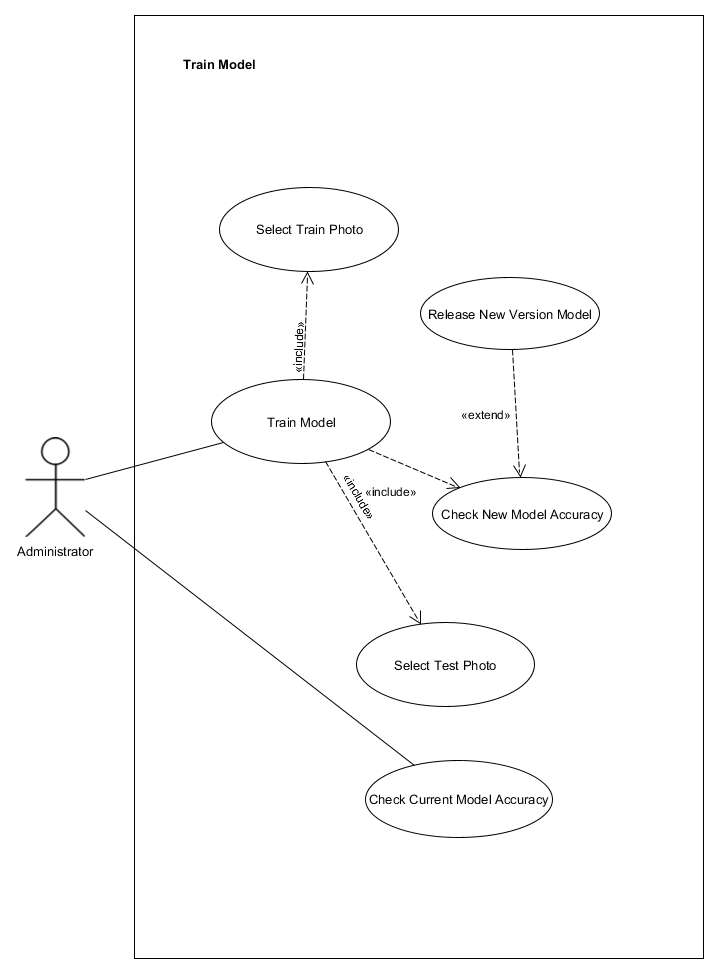 Train Model
Select Train Photo
Release New Version Model
«include»
«extend»
Train Model
«include»
«include»
Check New Model Accuracy
Administrator
Select Test Photo
Check Current Model Accuracy